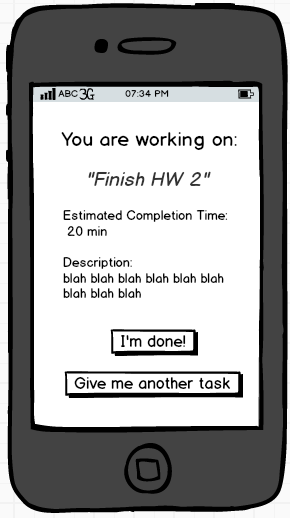 ABC 3G 07:34 PM
You are working on:
"Finish HW 2"
Estimated Completion Time:
20 min
Description:
blah blah blah blah blah blah
blah blah blah
I'm done!
Give me another task